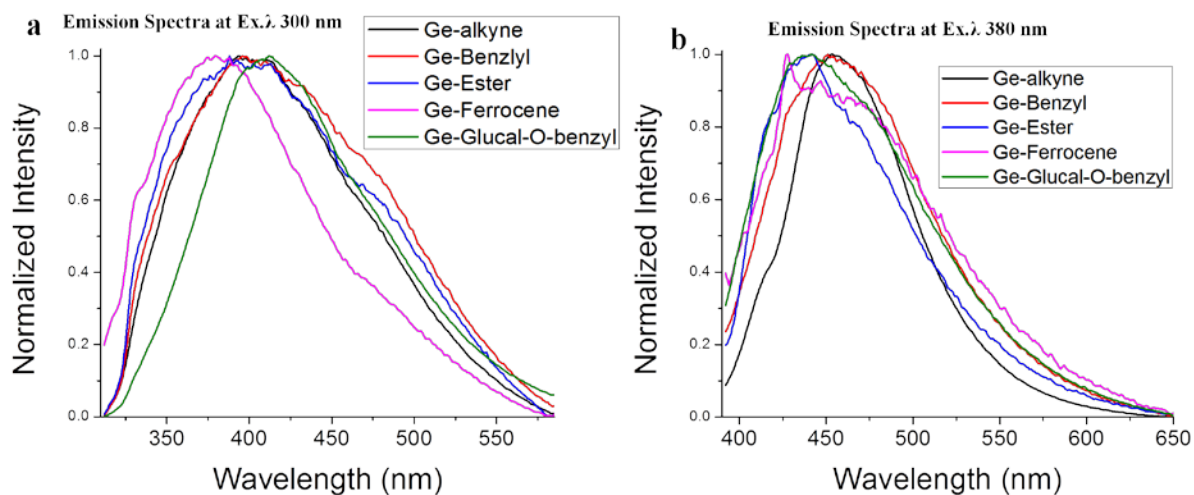 a
Emission Spectra at Ex.λ 300 nm
Ge-alkyne
Ge-Benzlyl
Ge-Ester
Ge-Ferrocene
Ge-Glucal-O-benzyl
1.0
0.8
0.6
0.4
0.2
0.0
Normalized Intensity
350 400 450 500 550
Wavelength (nm)
b
Emission Spectra at Ex.λ 380 nm
Ge-alkyne
Ge-Benzyl
Ge-Ester
Ge-Ferrocene
Ge-Glucal-O-benzyl
1.0
0.8
0.6
0.4
0.2
0.0
Normalized Intensity
400 450 500 550 600 650
Wavelength (nm)